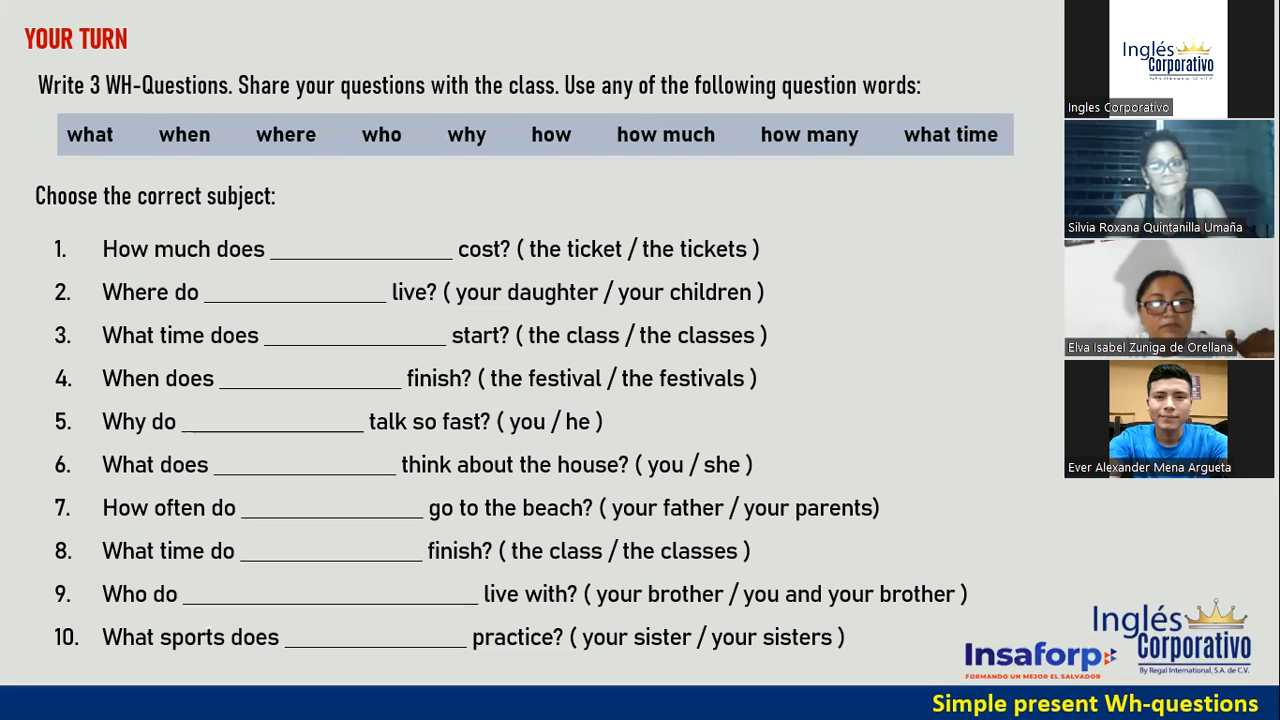 YOUR TURN
Write 3 WH-Questions. Share your questions with the class. Use any of the following question words:
what when where who why how how much how many what time
Choose the correct subject:
1. How much does ________________ cost? ( the ticket / the tickets )
2. Where do ________________ live? ( your daughter / your children )
3. What time does ________________ start? ( the class / the classes )
4. When does ________________ finish? ( the festival / the festivals )
5. Why do ________________ talk so fast? ( you / he )
6. What does ________________ think about the house? ( you / she )
7. How often do ________________ go to the beach? ( your father / your parents)
8. What time do ________________ finish? ( the class / the classes )
9. Who do __________________________ live with? ( your brother / you and your brother )
10. What sports does ________________ practice? ( your sister / your sisters )
Inglés
Corporativo
Ingles Corporativo
Silvia Roxana Quintanilla Umaña
Elva Isabel Zuniga de Orellana
Ever Alexander Mena Argueta
Insaforp
FORMANDO UN MEJOR EL SALVADOR
Inglés
Corporativo
By Regal International, S.A. de C.V.
Simple present Wh-questions